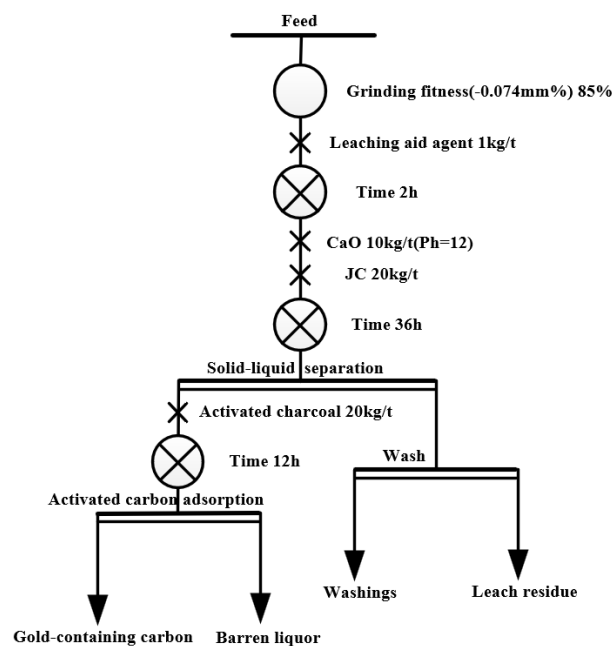 Feed
Grinding fitness(-0.074mm%) 85%
Leaching aid agent 1kg/t
Time 2h
CaO 10kg/t(Ph=12)
JC 20kg/t
Time 36h
Solid-liquid separation
Activated charcoal 20kg/t
Wash
Time 12h
Activated carbon adsorption
Washings
Leach residue
Gold-containing carbon
Barren liquor